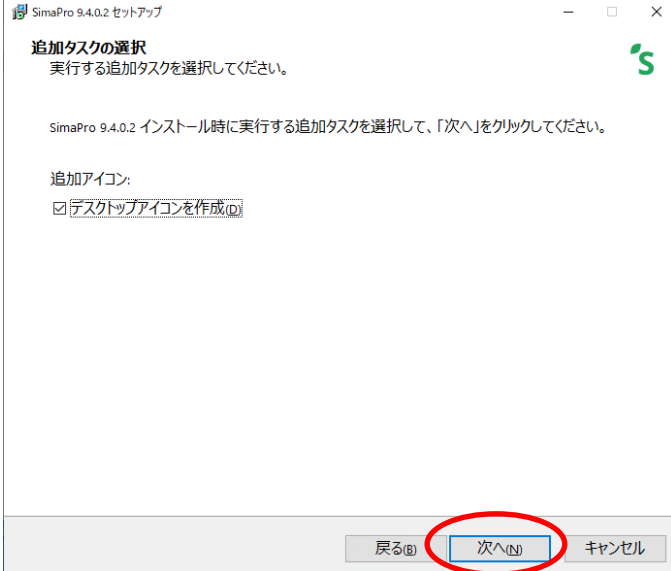 SimaPro 9.4.0.2 セットアップ
追加タスクの選択
実行する追加タスクを選択してください。
S
SimaPro 9.4.0.2 インストール時に実行する追加タスクを選択して、「次へ」をクリックしてください。
追加アイコン:
デスクトップアイコンを作成(D)
戻る(B) 次へ(N) キャンセル